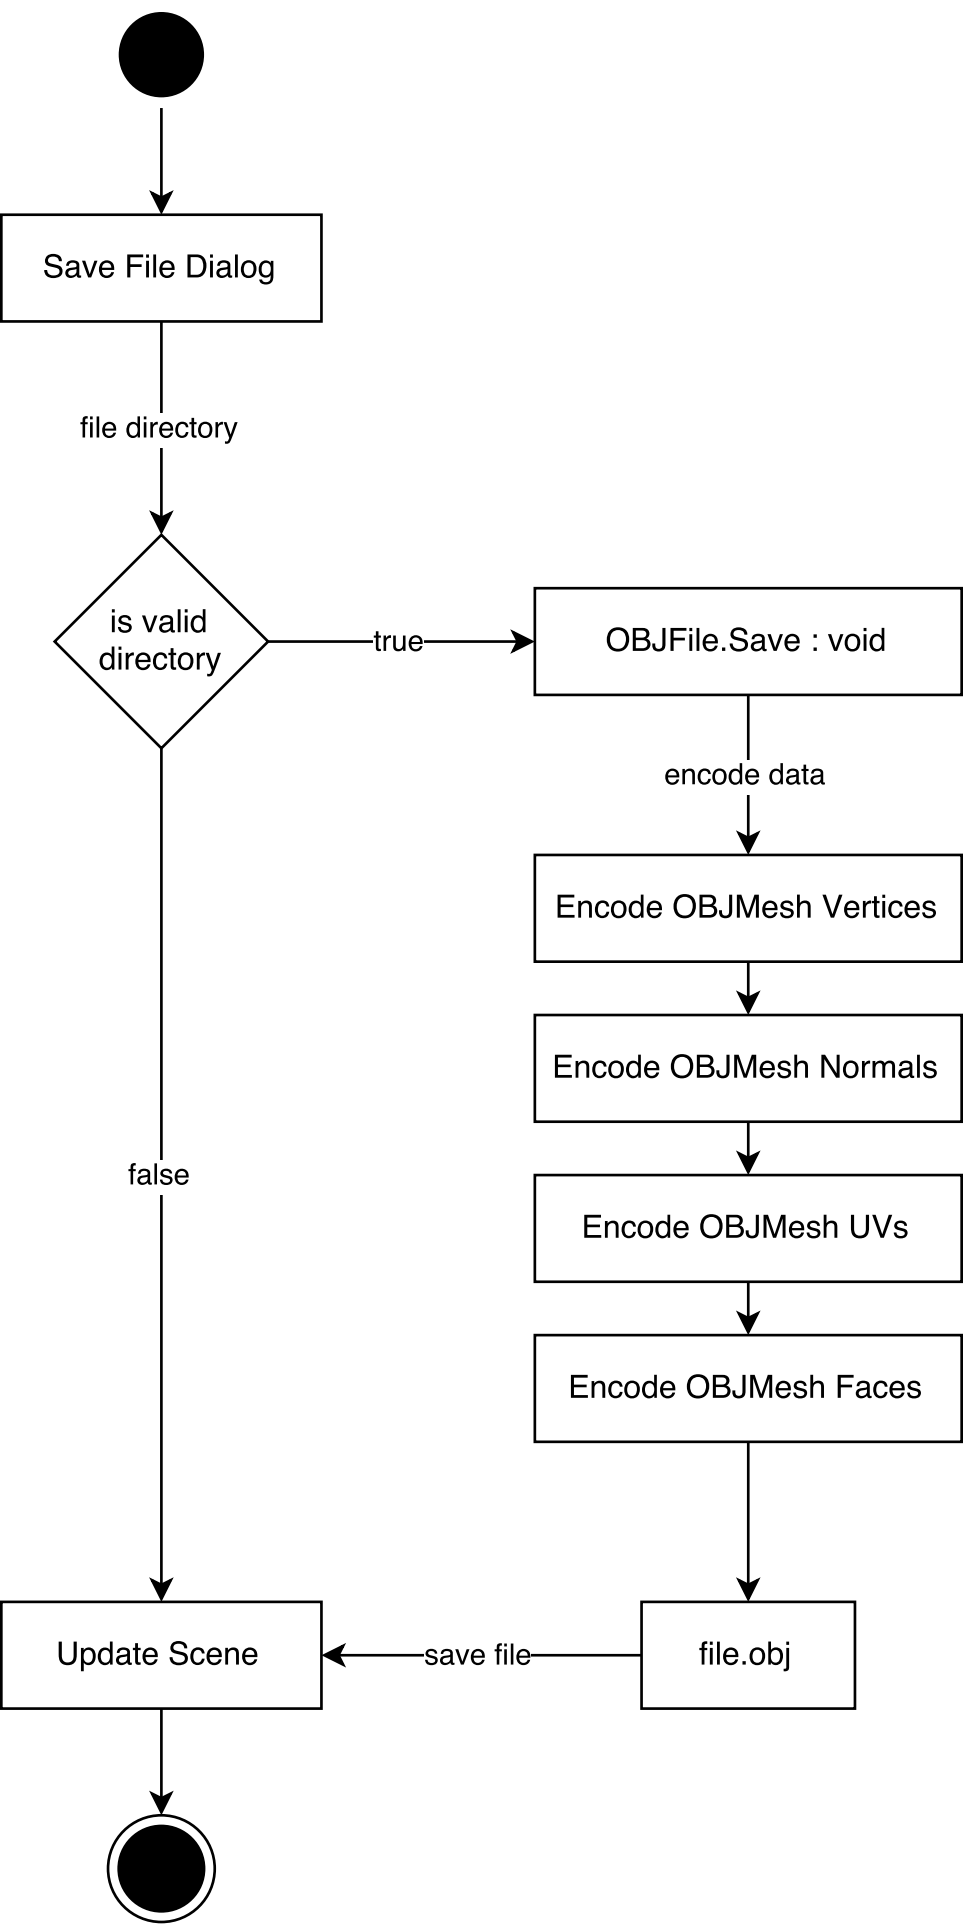 Save File Dialog
file directory
is valid
directory
true
OBJFile.Save : void
encode data
Encode OBJMesh Vertices
Encode OBJMesh Normals
false
Encode OBJMesh UVs
Encode OBJMesh Faces
Update Scene
save file
file.obj